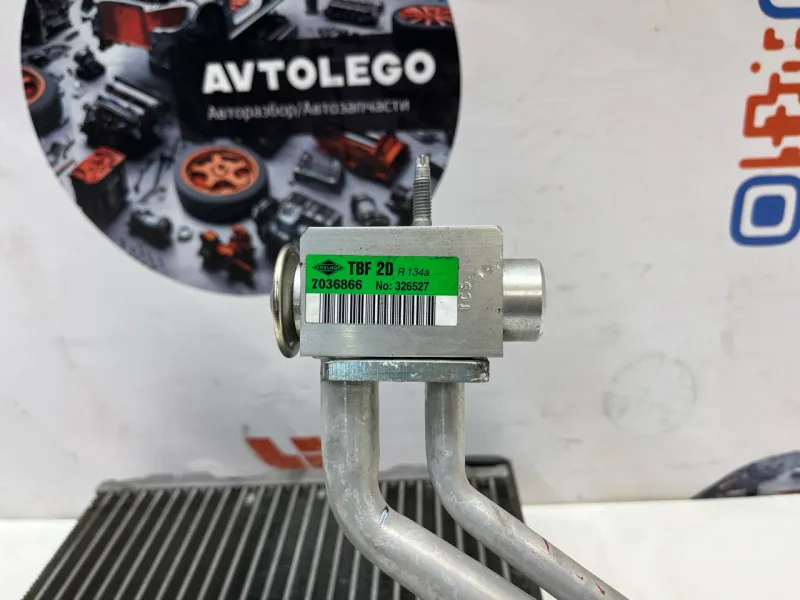 AVTOLEGO
Авторазбор/Автозапчасти
TBF 2D R 134a
7036866 No: 326527